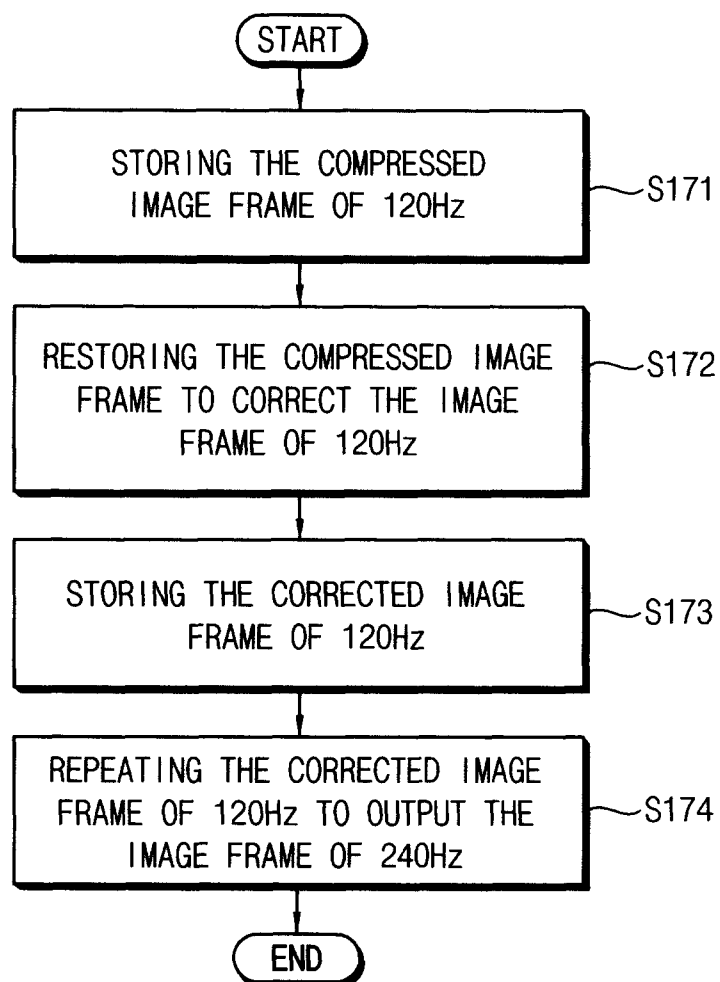 START
STORING THE COMPRESSED
IMAGE FRAME OF 120Hz
S171
RESTORING THE COMPRESSED IMAGE
FRAME TO CORRECT THE IMAGE
FRAME OF 120Hz
S172
STORING THE CORRECTED IMAGE
FRAME OF 120Hz
S173
REPEATING THE CORRECTED IMAGE
FRAME OF 120Hz TO OUTPUT THE
IMAGE FRAME OF 240Hz
S174
END